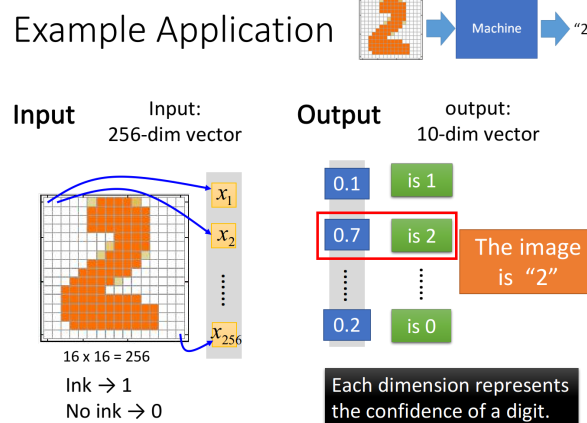 Example Application
Machine
“2
Input
Input:
256-dim vector
x1
x2
......
x256
16 x 16 = 256
Ink → 1
No ink → 0
Output
output:
10-dim vector
0.1
is 1
0.7
is 2
......
......
0.2
is 0
The image
is “2”
Each dimension represents
the confidence of a digit.